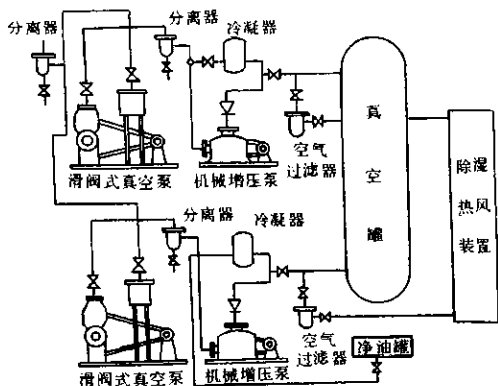 分离器
分离器
冷凝器
滑阀式真空泵
机械增压泵
空气
过滤器
真
空
罐
除湿
热风
装置
分离器
冷凝器
滑阀式真空泵
机械增压泵
空气
过滤器
净油罐